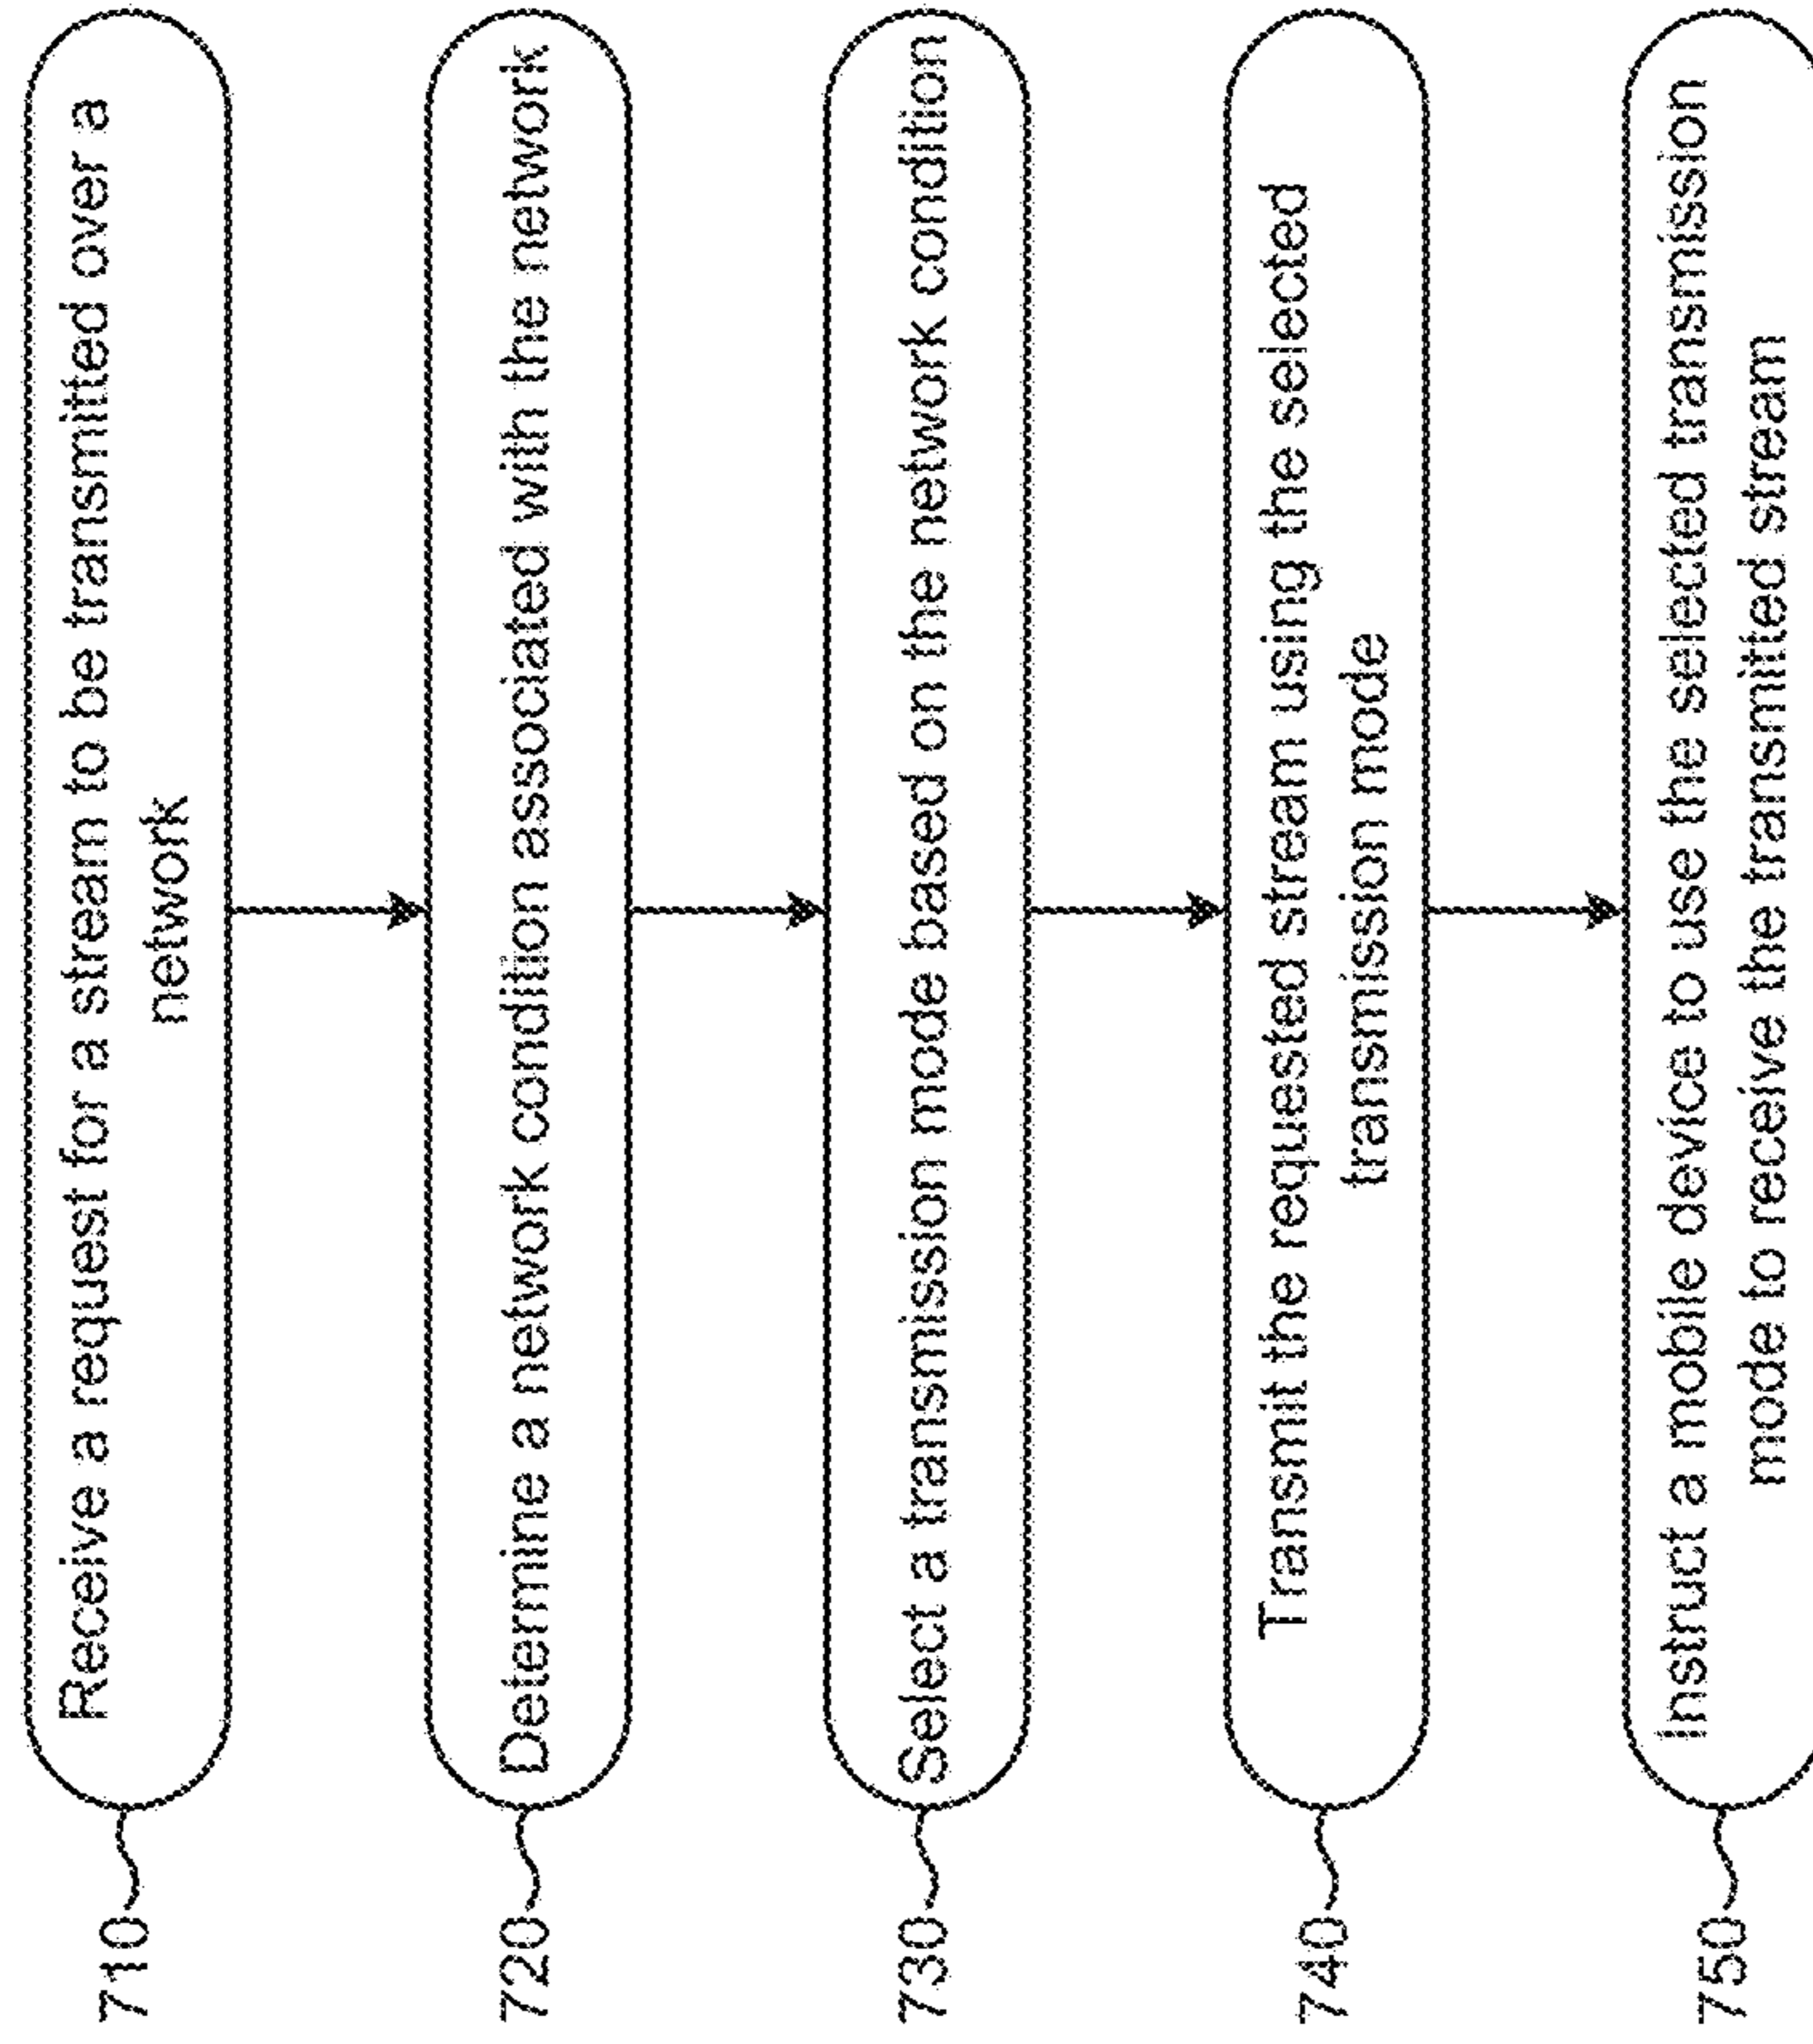 710
Receive a request for a stream to be transmitted over a
network
720
Determine a network condition associated with the network
730
Select a transmission mode based on the network condition
740
Transmit the requested stream using the selected
transmission mode
750
Instruct a mobile device to use the selected transmission
mode to receive the transmitted stream